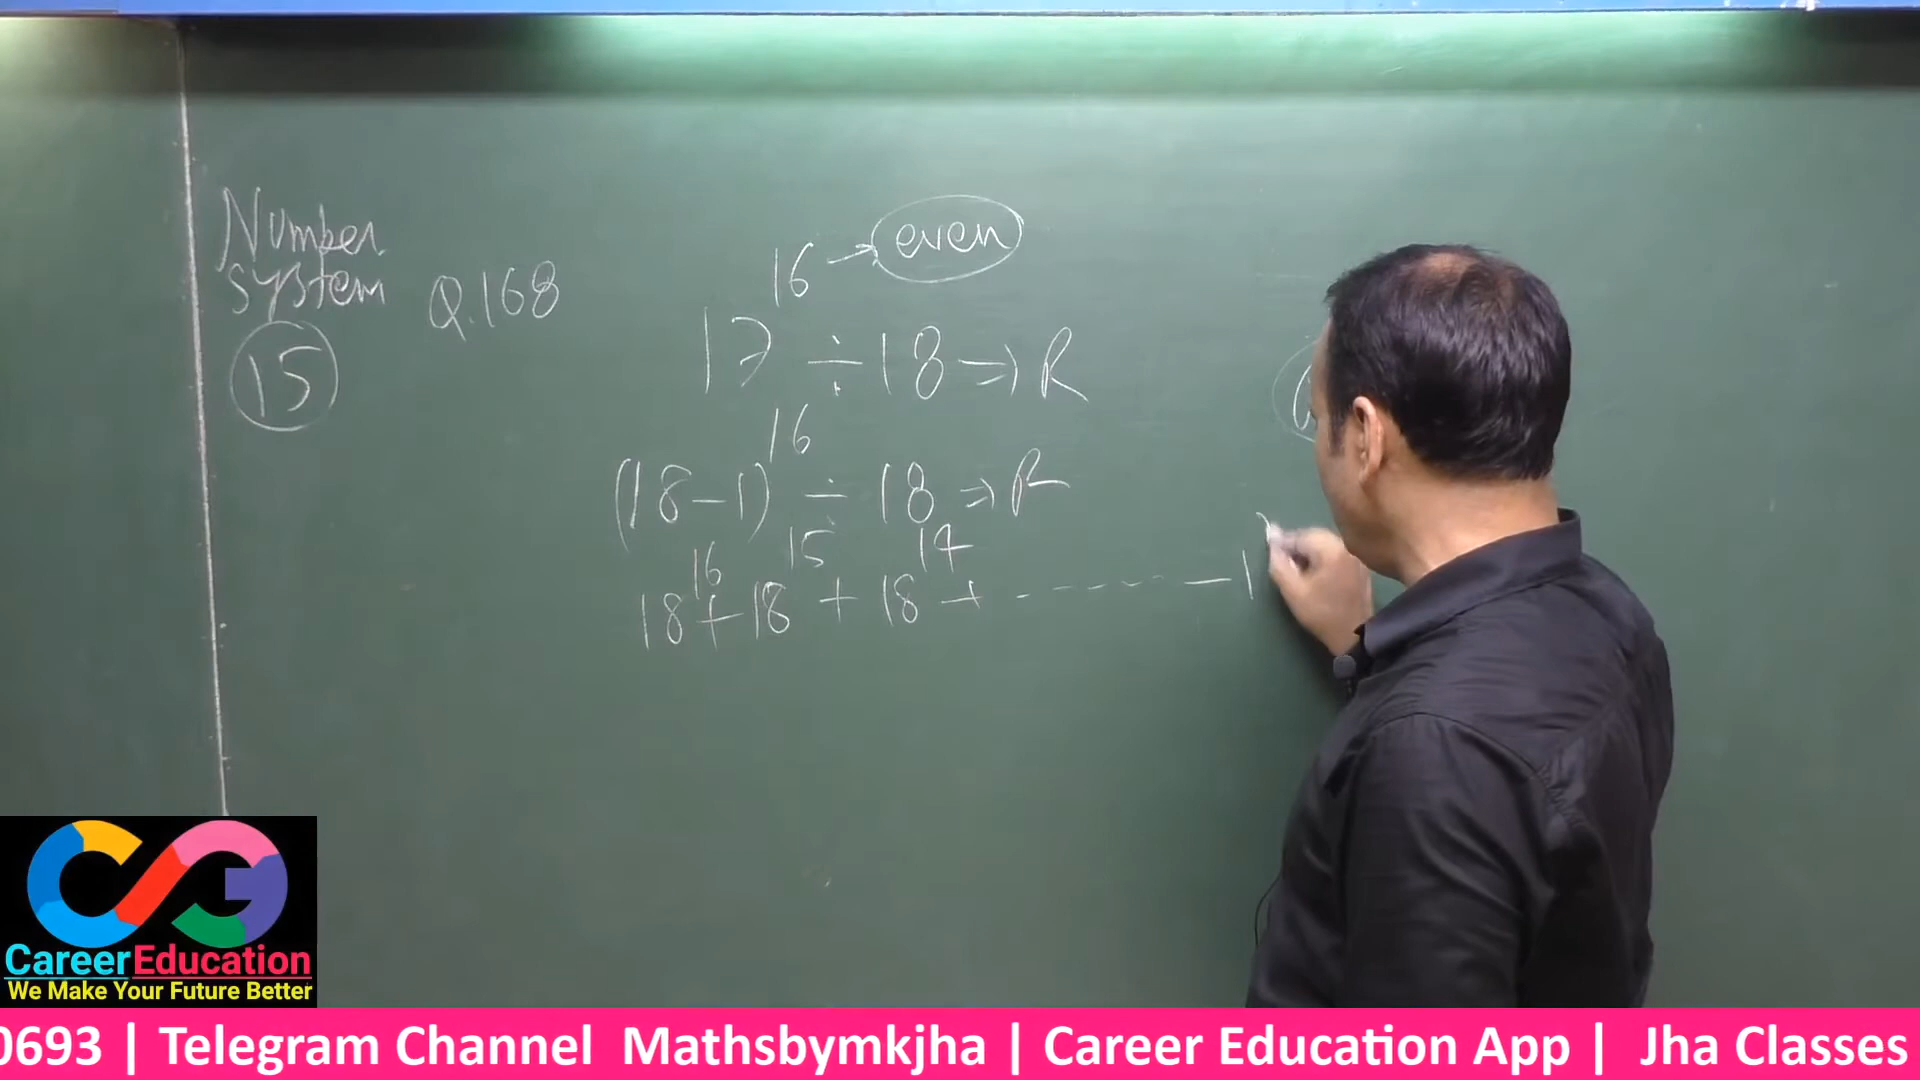 Number
system
15
Q.168
16 → even
17 ÷ 18 ⇒ R
(18-1)^16 ÷ 18 ⇒ R
18^16 + 18^15 + 18^14 + - - - - - - 1
CareerEducation
We Make Your Future Better
0693 | Telegram Channel Mathsbymkjha | Career Education App | Jha Classes